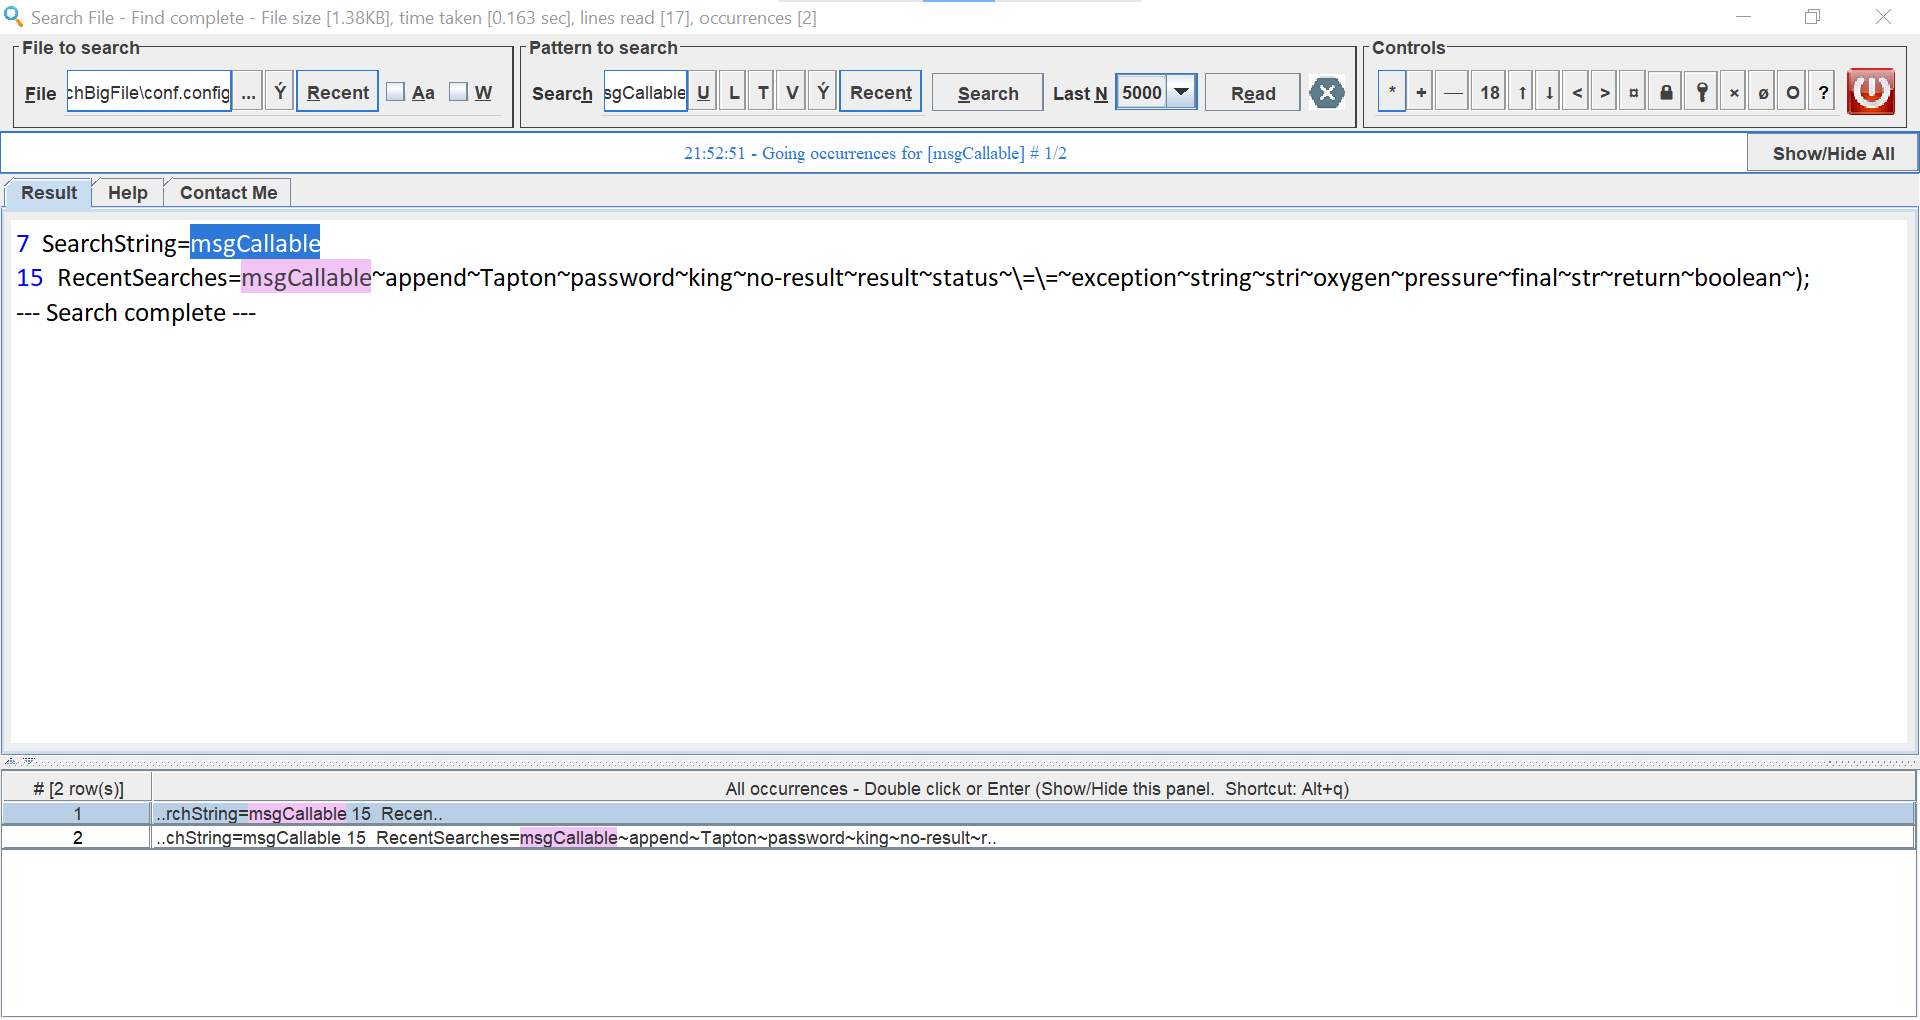 Search File - Find complete - File size [1.38KB], time taken [0.163 sec], lines read [17], occurrences [2]
File to search
Pattern to search
Controls
File chBigFile\conf.config ... Ý Recent Aa W
Search sgCallable U L T V Ý Recent Search Last N 5000 Read
* + — 18 ↑ ↓ < > ¤ × ø O ?
21:52:51 - Going occurrences for [msgCallable] # 1/2
Show/Hide All
Result Help Contact Me
7 SearchString=msgCallable
15 RecentSearches=msgCallable~append~Tapton~password~king~no-result~result~status~\=\=~exception~string~stri~oxygen~pressure~final~str~return~boolean~);
--- Search complete ---
# [2 row(s)] All occurrences - Double click or Enter (Show/Hide this panel. Shortcut: Alt+q)
1 ..rchString=msgCallable 15 Recen..
2 ..chString=msgCallable 15 RecentSearches=msgCallable~append~Tapton~password~king~no-result~r..